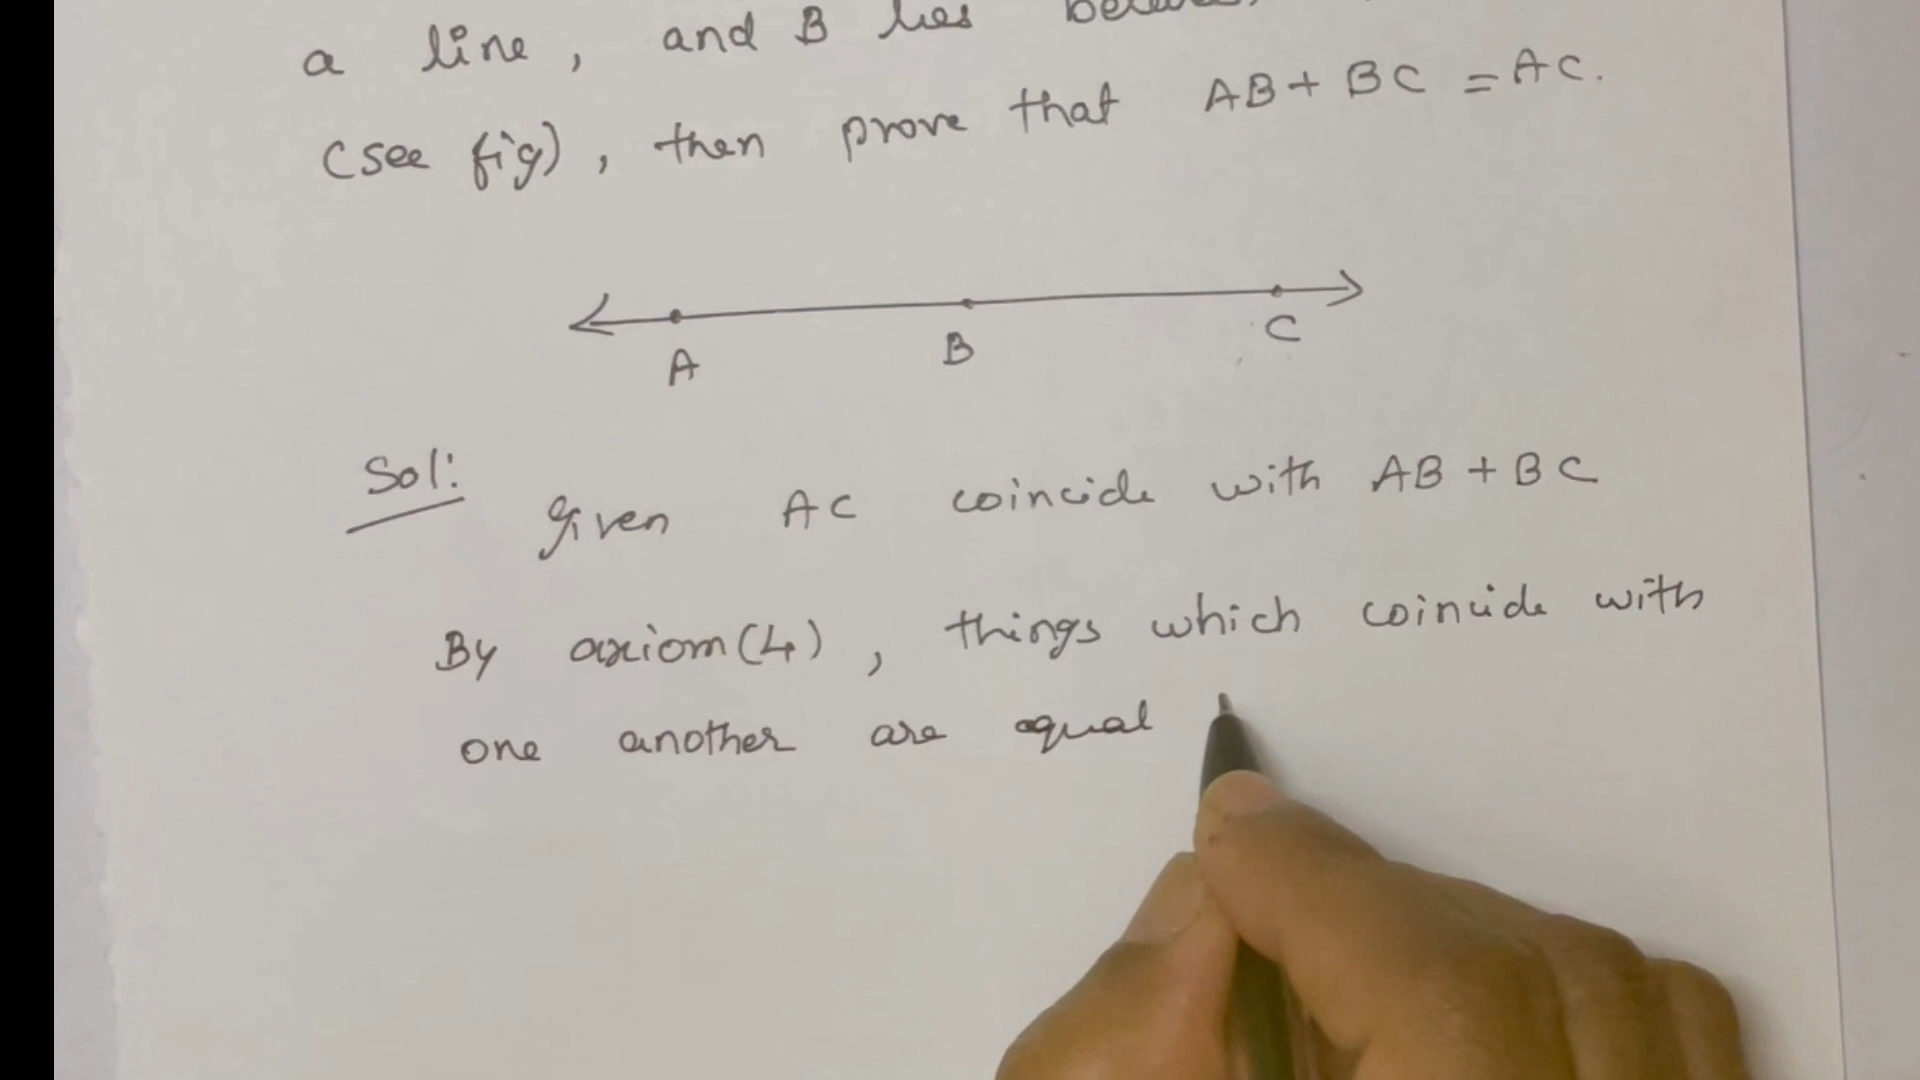 a line, and B lies
(see fig), then prove that AB + BC = AC.
A B C
Sol:
Given AC coincide with AB + BC
By axiom(4), things which coincide with
one another are equal